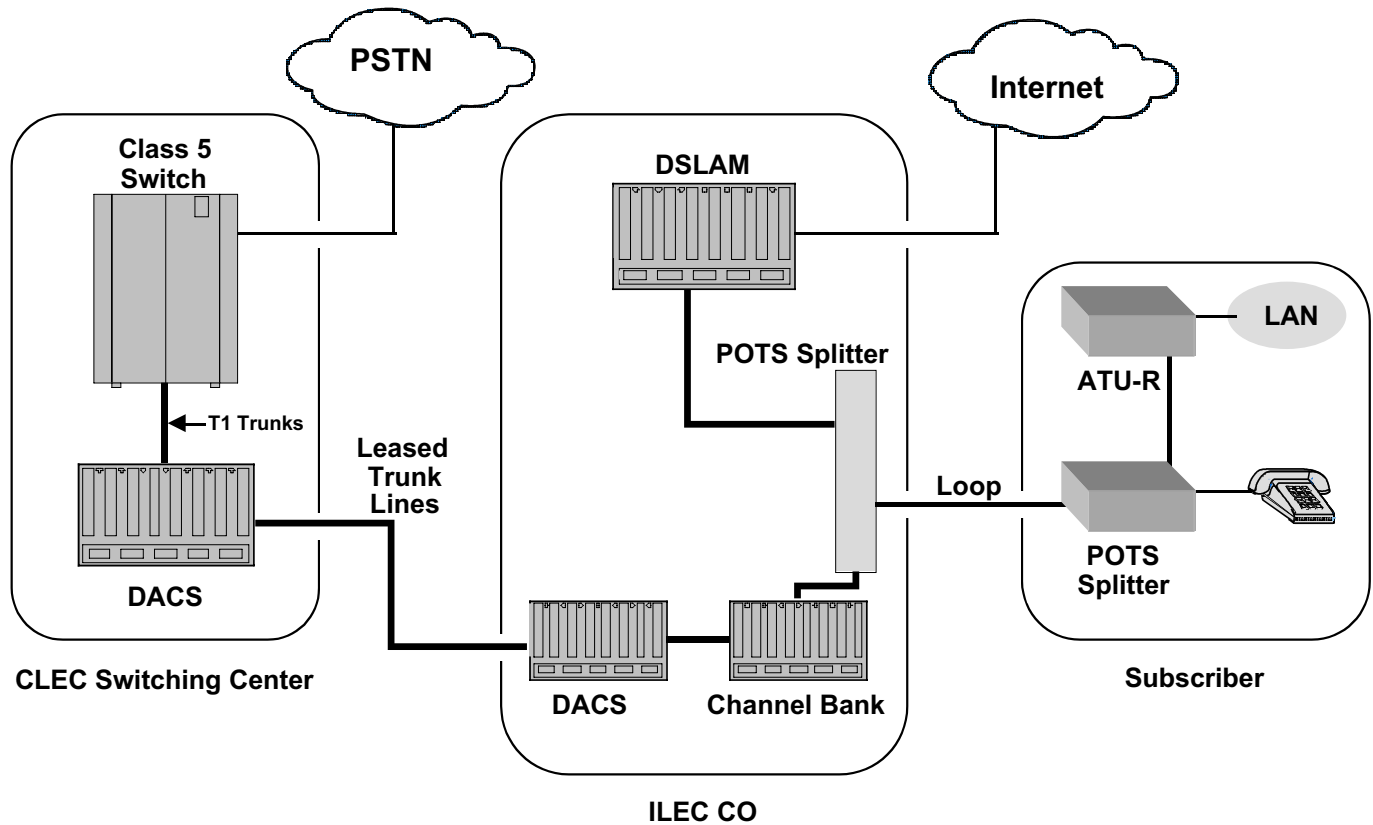 PSTN
Internet
Class 5
Switch
DSLAM
LAN
POTS Splitter
ATU-R
T1 Trunks
Leased
Trunk
Lines
Loop
POTS
Splitter
DACS
DACS
Channel Bank
CLEC Switching Center
Subscriber
ILEC CO